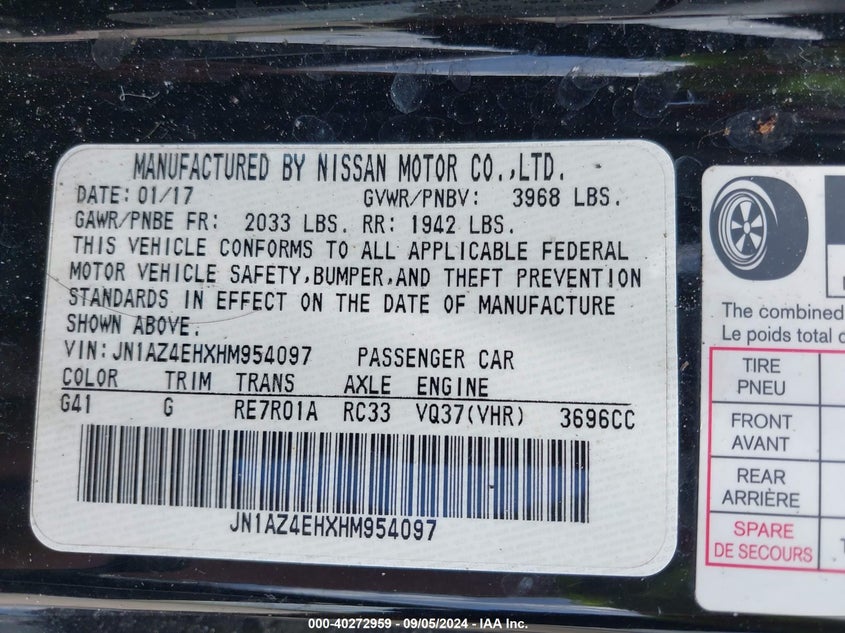 MANUFACTURED BY NISSAN MOTOR CO.,LTD.
DATE: 01/17 GVWR/PNBV: 3968 LBS.
GAWR/PNBE FR: 2033 LBS. RR: 1942 LBS.
THIS VEHICLE CONFORMS TO ALL APPLICABLE FEDERAL
MOTOR VEHICLE SAFETY,BUMPER,AND THEFT PREVENTION
STANDARDS IN EFFECT ON THE DATE OF MANUFACTURE
SHOWN ABOVE.
VIN: JN1AZ4EHXHM954097 PASSENGER CAR
COLOR TRIM TRANS AXLE ENGINE
G41 G RE7R01A RC33 VQ37(VHR) 3696CC
JN1AZ4EHXHM954097
The combined
Le poids total
TIRE
PNEU
FRONT
AVANT
REAR
ARRIÈRE
SPARE
DE SECOURS
000-40272959 - 09/05/2024 - IAA Inc.